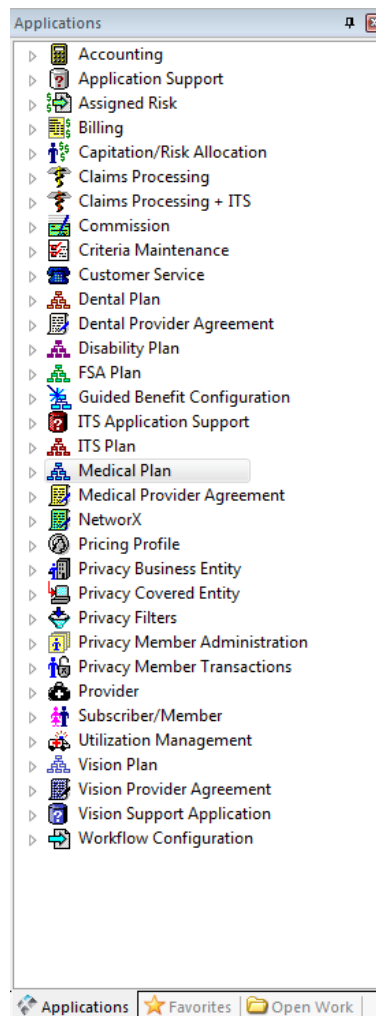 Applications
Accounting
Application Support
Assigned Risk
Billing
Capitation/Risk Allocation
Claims Processing
Claims Processing + ITS
Commission
Criteria Maintenance
Customer Service
Dental Plan
Dental Provider Agreement
Disability Plan
FSA Plan
Guided Benefit Configuration
ITS Application Support
ITS Plan
Medical Plan
Medical Provider Agreement
NetworX
Pricing Profile
Privacy Business Entity
Privacy Covered Entity
Privacy Filters
Privacy Member Administration
Privacy Member Transactions
Provider
Subscriber/Member
Utilization Management
Vision Plan
Vision Provider Agreement
Vision Support Application
Workflow Configuration
Applications Favorites Open Work